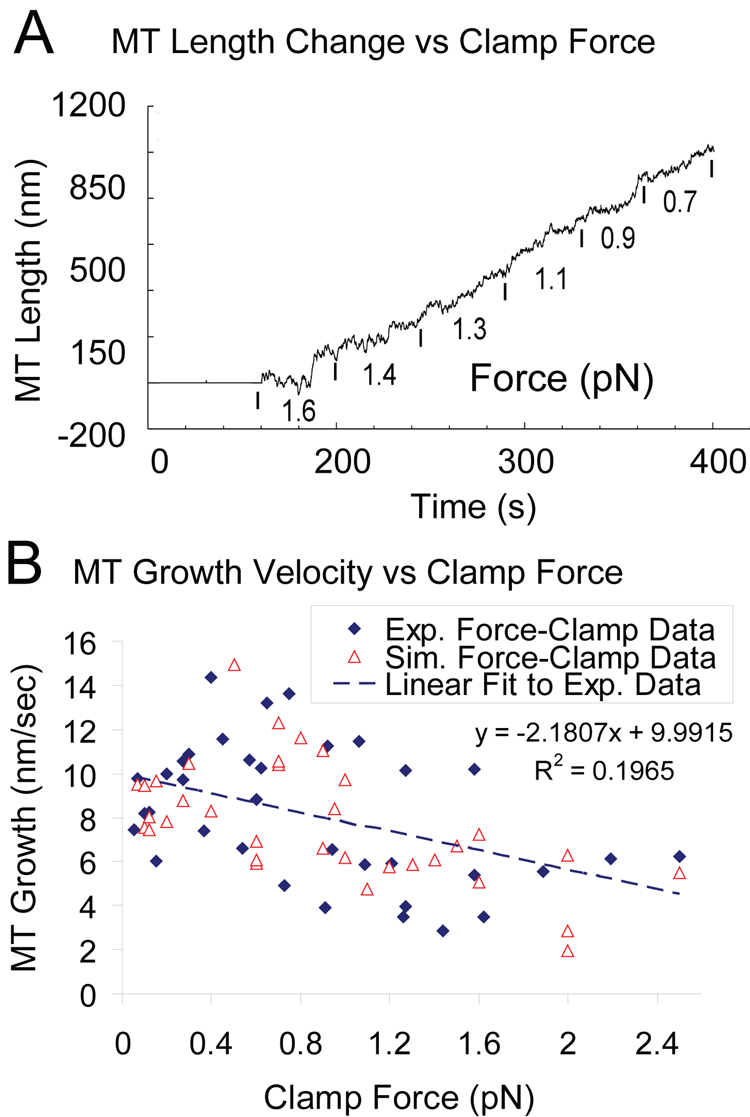 A
MT Length Change vs Clamp Force
1200
850
500
150
-200
MT Length (nm)
1.6
1.4
1.3
1.1
0.9
0.7
Force (pN)
0
200
300
400
Time (s)
B
MT Growth Velocity vs Clamp Force
Exp. Force-Clamp Data
Sim. Force-Clamp Data
Linear Fit to Exp. Data
y = -2.1807x + 9.9915
R² = 0.1965
16
14
12
10
8
6
4
2
0
MT Growth (nm/sec)
0
0.4
0.8
1.2
1.6
2
2.4
Clamp Force (pN)